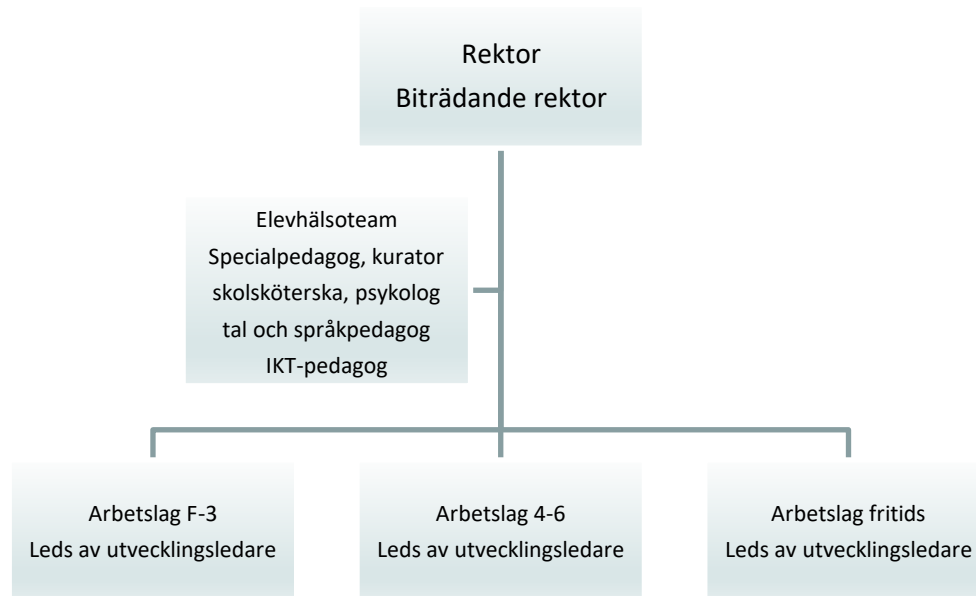 Rektor
Biträdande rektor
Elevhälsoteam
Specialpedagog, kurator
skolsköterska, psykolog
tal och språkpedagog
IKT-pedagog
Arbetslag F-3
Leds av utvecklingsledare
Arbetslag 4-6
Leds av utvecklingsledare
Arbetslag fritids
Leds av utvecklingsledare